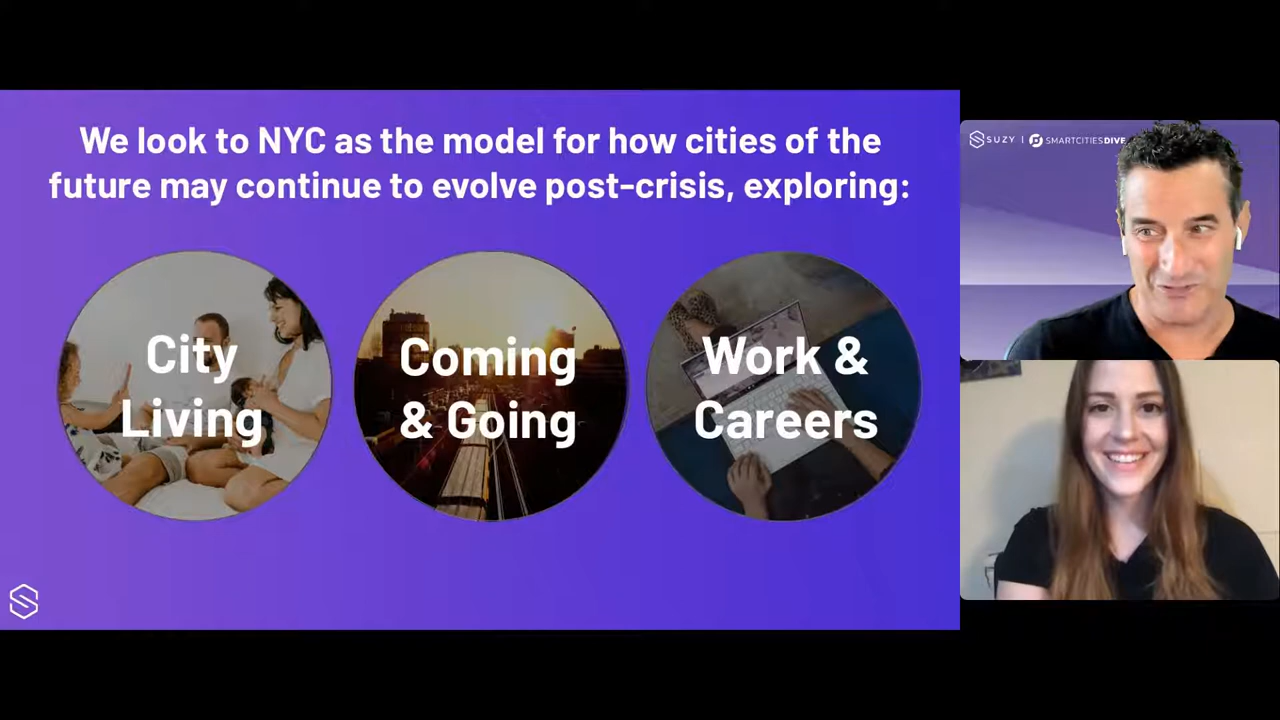 We look to NYC as the model for how cities of the
future may continue to evolve post-crisis, exploring:
City
Living
Coming
& Going
Work &
Careers
SUZY | SMARTCITIESDIVE